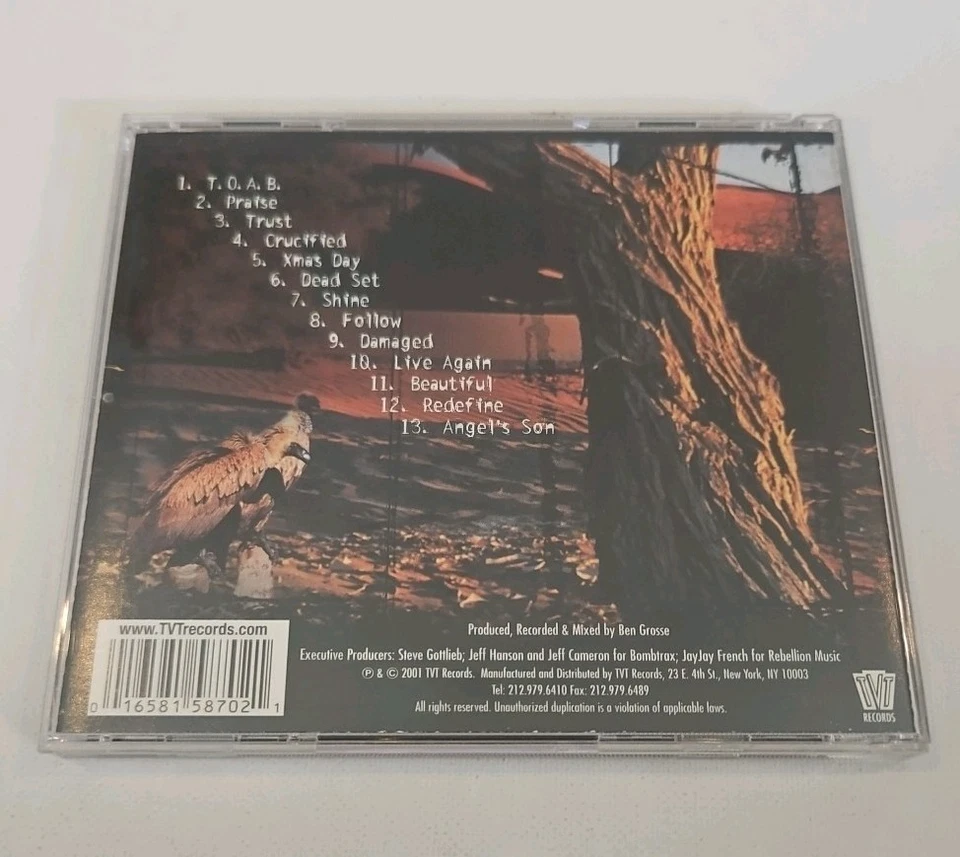 1. T.O.A.B.
2. Praise
3. Trust
4. Crucified
5. Xmas Day
6. Dead Set
7. Shine
8. Follow
9. Damaged
10. Live Again
11. Beautiful
12. Redefine
13. Angel's Son
www.TVTrecords.com
0 16581 58702 1
Produced, Recorded & Mixed by Ben Grosse
Executive Producers: Steve Gottlieb; Jeff Hanson and Jeff Cameron for Bombtrax; JayJay French for Rebellion Music
℗ & © 2001 TVT Records. Manufactured and Distributed by TVT Records, 23 E. 4th St., New York, NY 10003
Tel: 212.979.6410 Fax: 212.979.6489
All rights reserved. Unauthorized duplication is a violation of applicable laws.
TVT
RECORDS